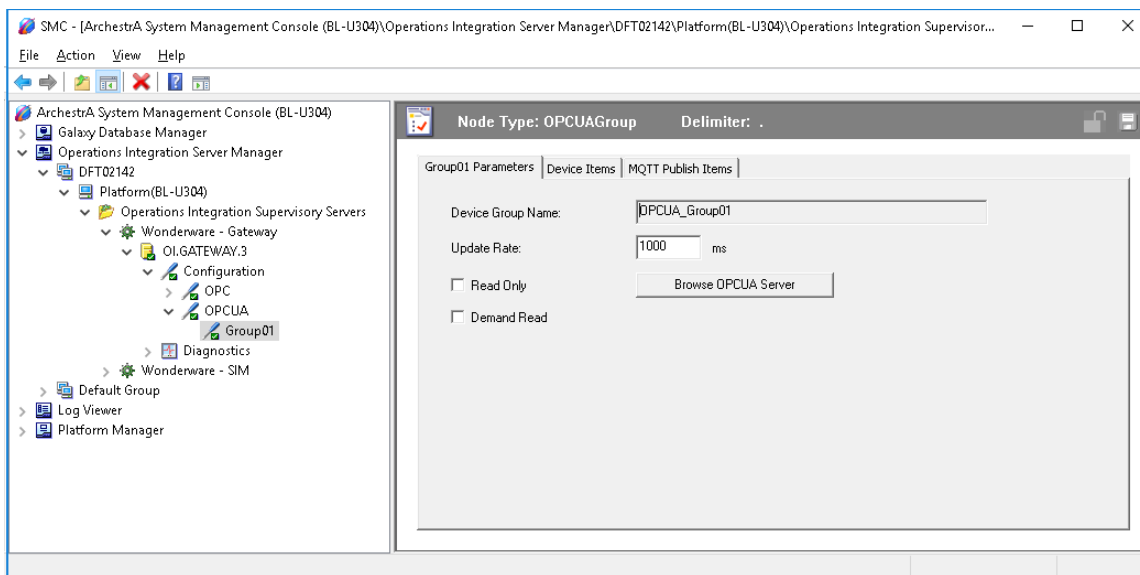 SMC - [ArchestrA System Management Console (BL-U304)\Operations Integration Server Manager\DFT02142\Platform(BL-U304)\Operations Integration Supervisor...
File Action View Help
ArchestrA System Management Console (BL-U304)
Galaxy Database Manager
Operations Integration Server Manager
DFT02142
Platform(BL-U304)
Operations Integration Supervisory Servers
Wonderware - Gateway
OI.GATEWAY.3
Configuration
OPC
OPCUA
Group01
Diagnostics
Wonderware - SIM
Default Group
Log Viewer
Platform Manager
Node Type: OPCUAGroup Delimiter: .
Group01 Parameters Device Items MQTT Publish Items
Device Group Name: OPCUA_Group01
Update Rate: 1000 ms
Read Only Browse OPCUA Server
Demand Read